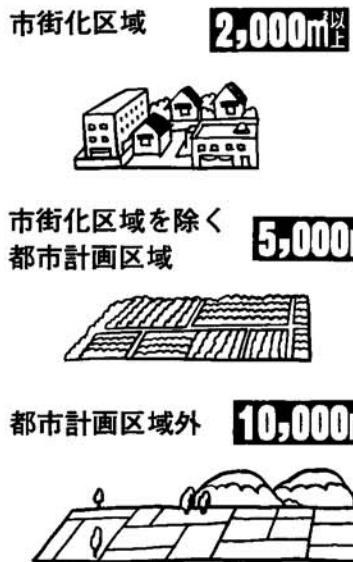 市街化区域
2,000㎡以上
市街化区域を除く
都市計画区域
5,000
都市計画区域外
10,000